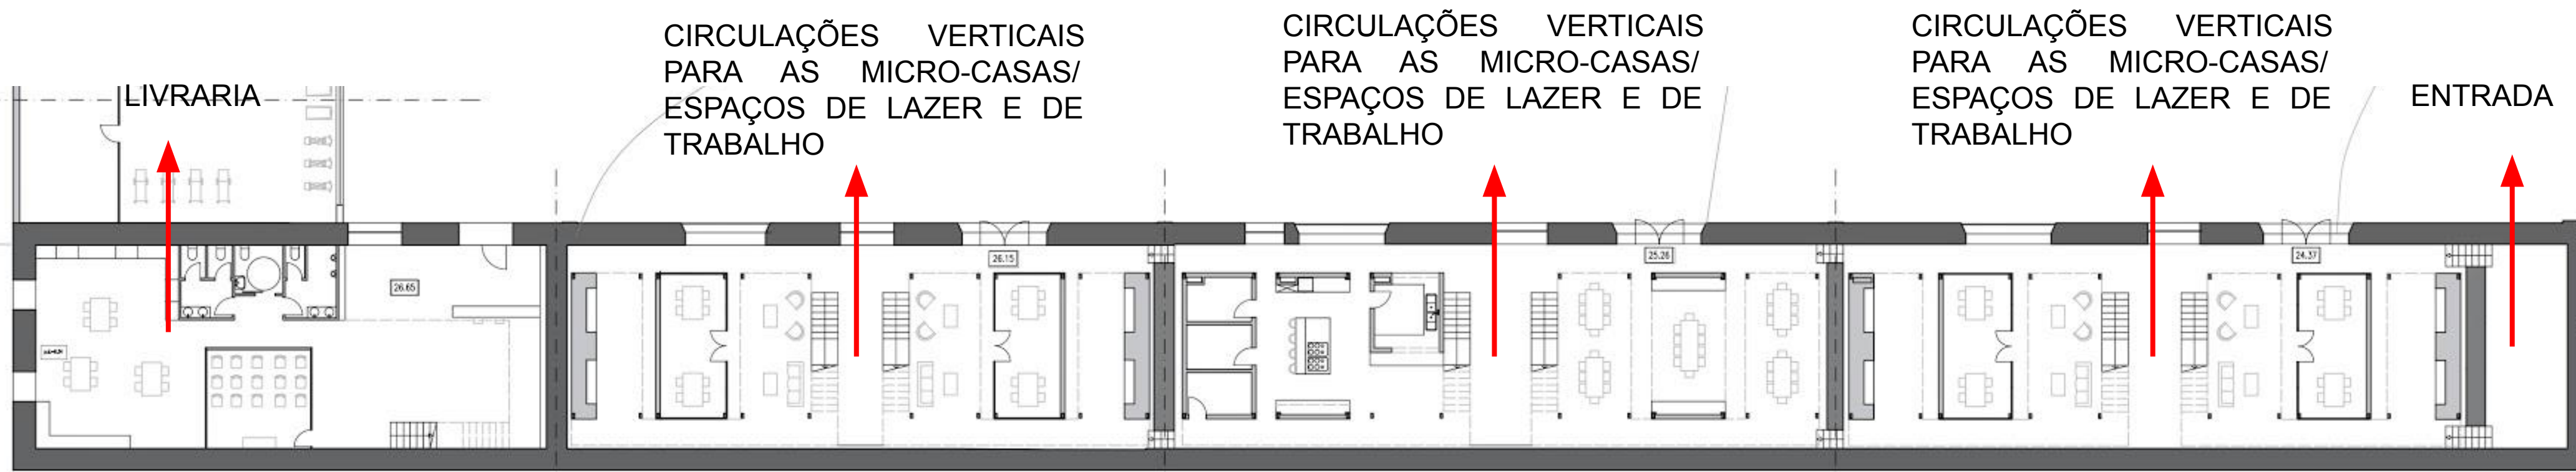 LIVRARIA
CIRCULAÇÕES VERTICAIS
PARA AS MICRO-CASAS/
ESPAÇOS DE LAZER E DE
TRABALHO
CIRCULAÇÕES VERTICAIS
PARA AS MICRO-CASAS/
ESPAÇOS DE LAZER E DE
TRABALHO
CIRCULAÇÕES VERTICAIS
PARA AS MICRO-CASAS/
ESPAÇOS DE LAZER E DE
TRABALHO
ENTRADA
26.65
26.15
25.26
24.37